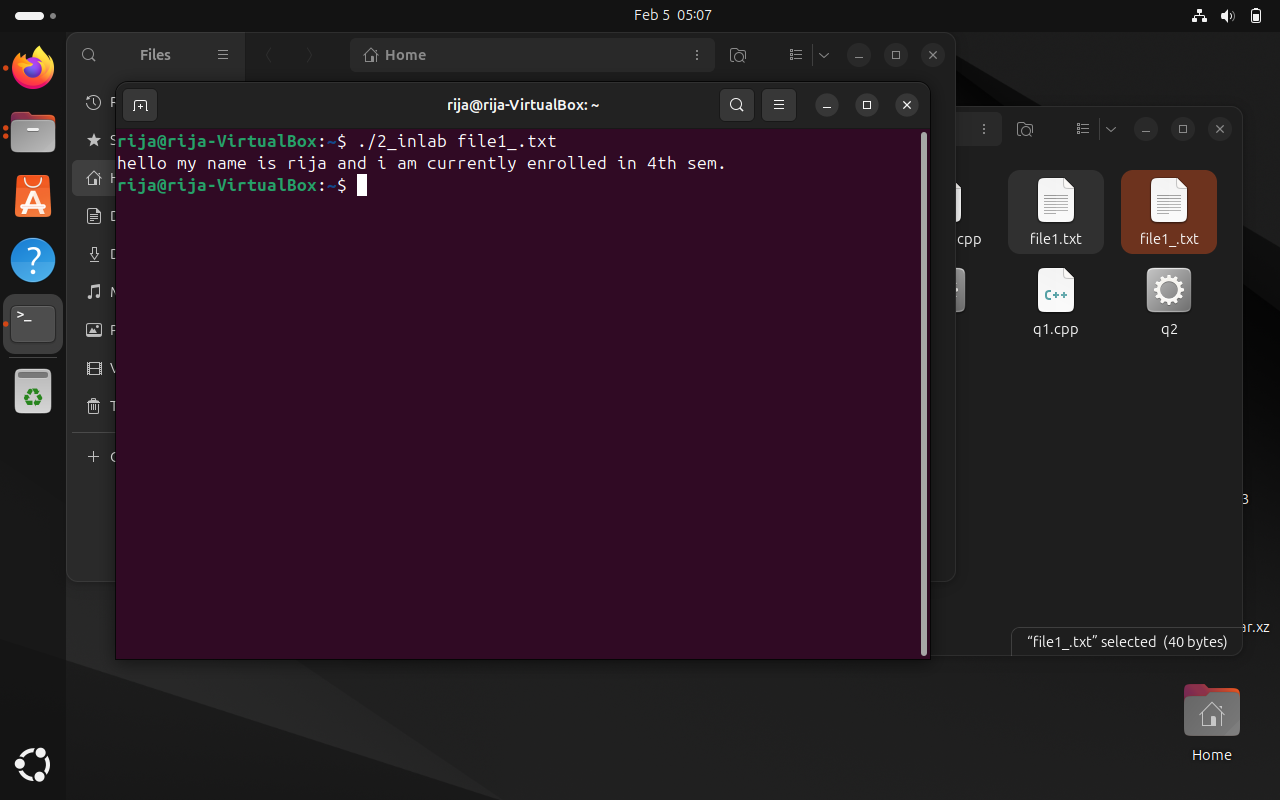 Feb 5 05:07
Files
Home
rija@rija-VirtualBox: ~
rija@rija-VirtualBox:~$ ./2_inlab file1_.txt
hello my name is rija and i am currently enrolled in 4th sem.
rija@rija-VirtualBox:~$
cpp
file1.txt
file1_.txt
C++
q1.cpp
q2
3
ar.xz
“file1_.txt” selected (40 bytes)
Home